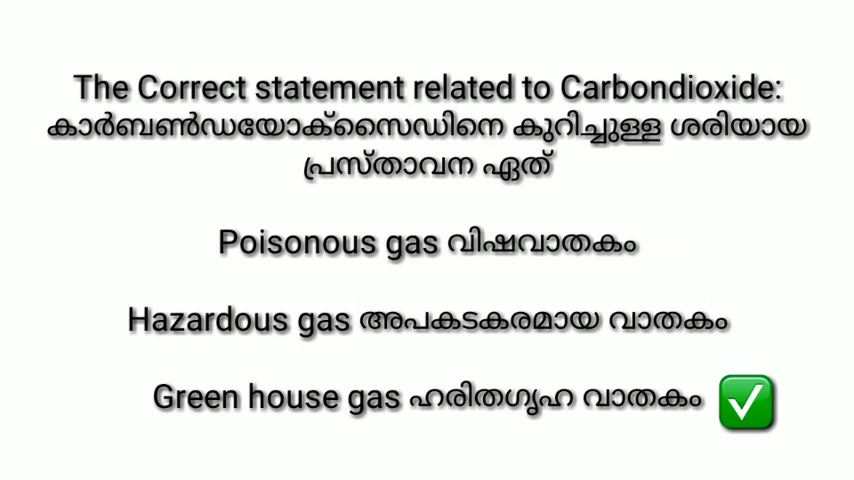 The Correct statement related to Carbondioxide:
കാർബൺഡയോക്സൈഡിനെ കുറിച്ചുള്ള ശരിയായ
പ്രസ്താവന ഏത്
Poisonous gas വിഷവാതകം
Hazardous gas അപകടകരമായ വാതകം
Green house gas ഹരിതഗൃഹ വാതകം